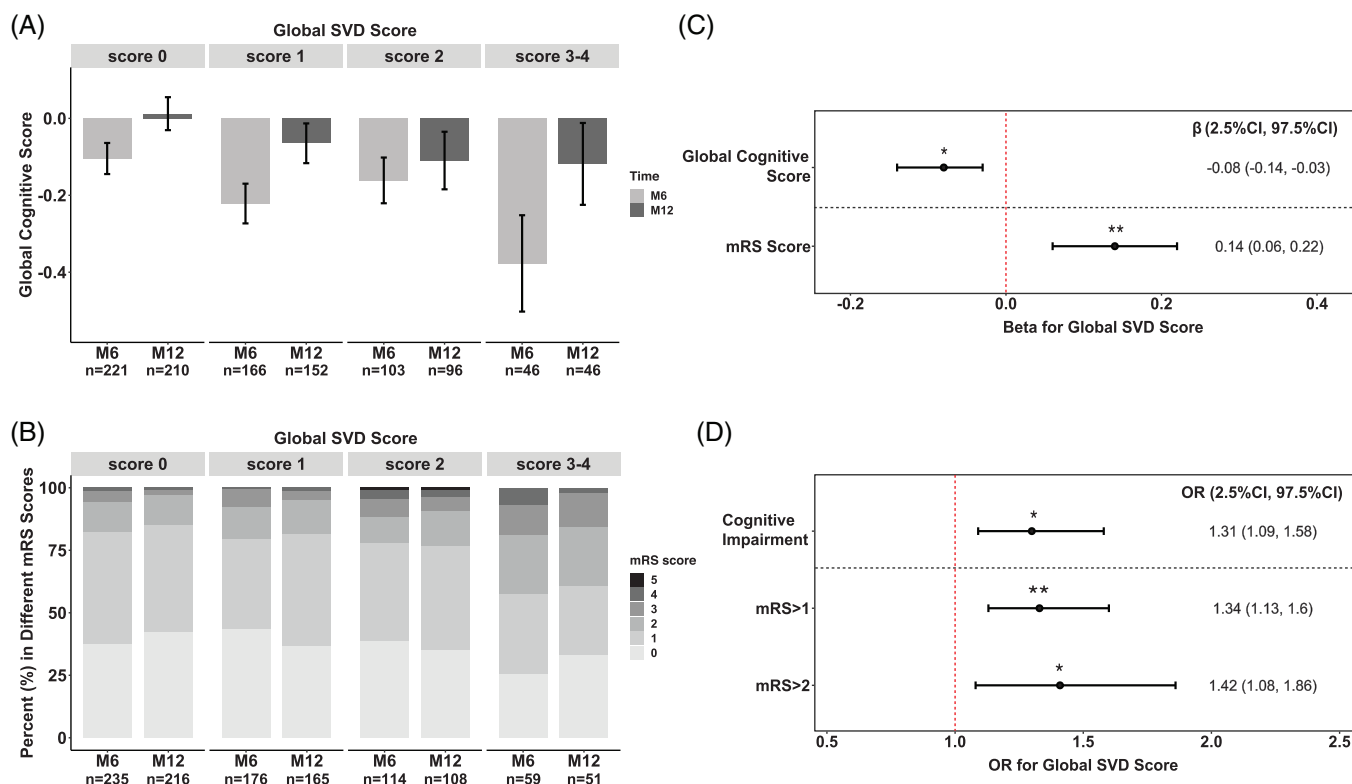 (A)
Global SVD Score
score 0 score 1 score 2 score 3-4
Global Cognitive Score
0.0
-0.2
-0.4
M6 M12 M6 M12 M6 M12 M6 M12
n=221 n=210 n=166 n=152 n=103 n=96 n=46 n=46
Time
M6
M12
(B)
Global SVD Score
score 0 score 1 score 2 score 3-4
Percent (%) in Different mRS Scores
100
75
50
25
0
M6 M12 M6 M12 M6 M12 M6 M12
n=235 n=216 n=176 n=165 n=114 n=108 n=59 n=51
mRS score
5
4
3
2
1
0
(C)
β (2.5%CI, 97.5%CI)
Global Cognitive
Score
*
-0.08 (-0.14, -0.03)
mRS Score
**
0.14 (0.06, 0.22)
-0.2 0.0 0.2 0.4
Beta for Global SVD Score
(D)
OR (2.5%CI, 97.5%CI)
Cognitive
Impairment
*
1.31 (1.09, 1.58)
mRS>1
**
1.34 (1.13, 1.6)
mRS>2
*
1.42 (1.08, 1.86)
0.5 1.0 1.5 2.0 2.5
OR for Global SVD Score